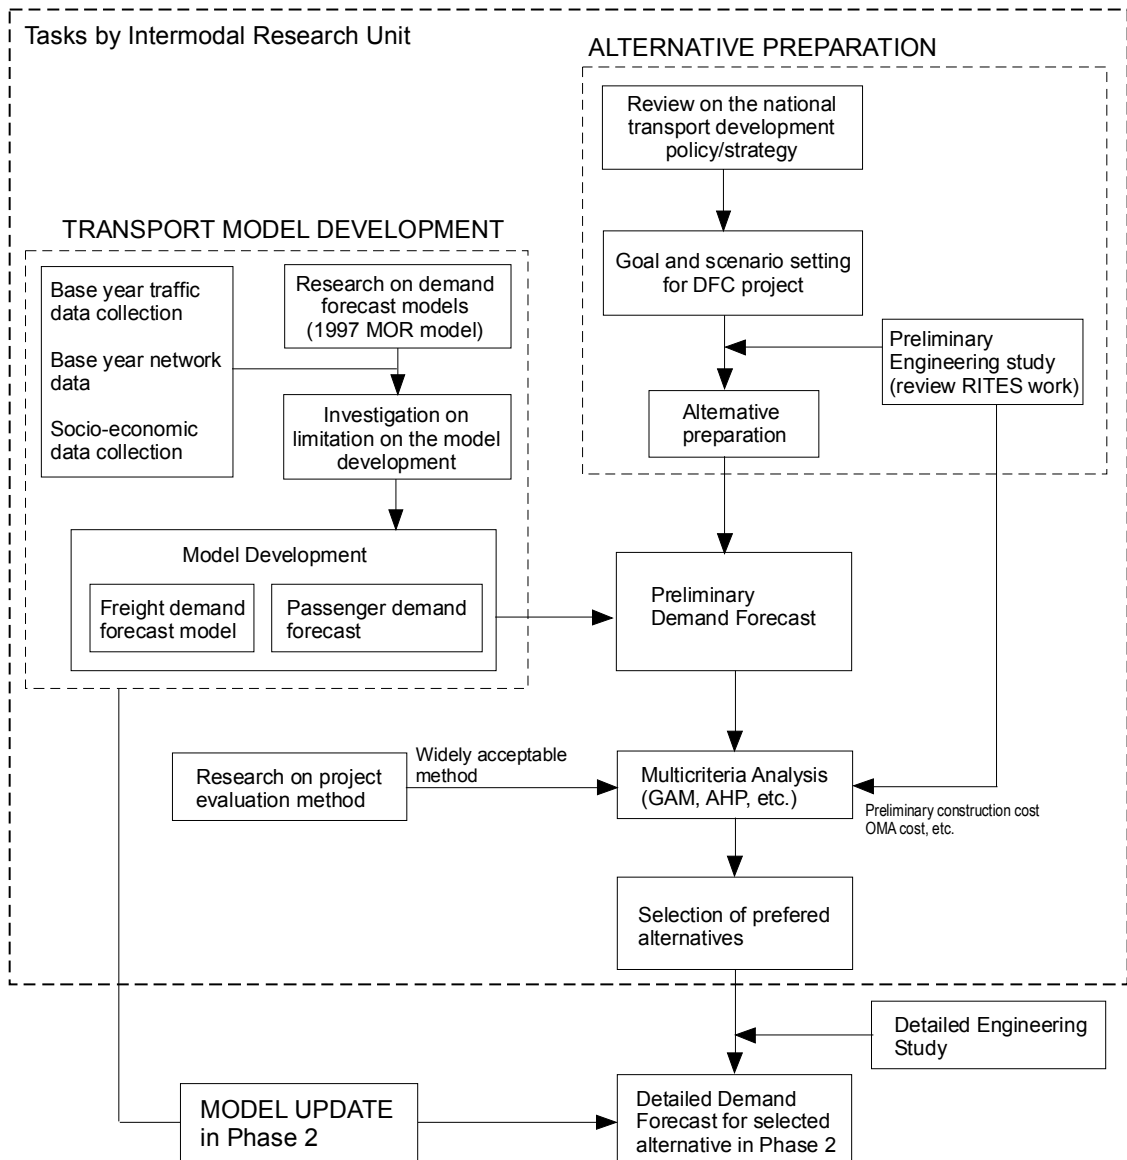 Tasks by Intermodal Research Unit
ALTERNATIVE PREPARATION
Review on the national
transport development
policy/strategy
Goal and scenario setting
for DFC project
Preliminary
Engineering study
(review RITES work)
Alternative
preparation
TRANSPORT MODEL DEVELOPMENT
Base year traffic
data collection
Base year network
data
Socio-economic
data collection
Research on demand
forecast models
(1997 MOR model)
Investigation on
limitation on the model
development
Model Development
Freight demand
forecast model
Passenger demand
forecast
Preliminary
Demand Forecast
Research on project
evaluation method
Widely acceptable
method
Multicriteria Analysis
(GAM, AHP, etc.)
Preliminary construction cost
OMA cost, etc.
Selection of prefered
alternatives
Detailed Engineering
Study
MODEL UPDATE
in Phase 2
Detailed Demand
Forecast for selected
alternative in Phase 2